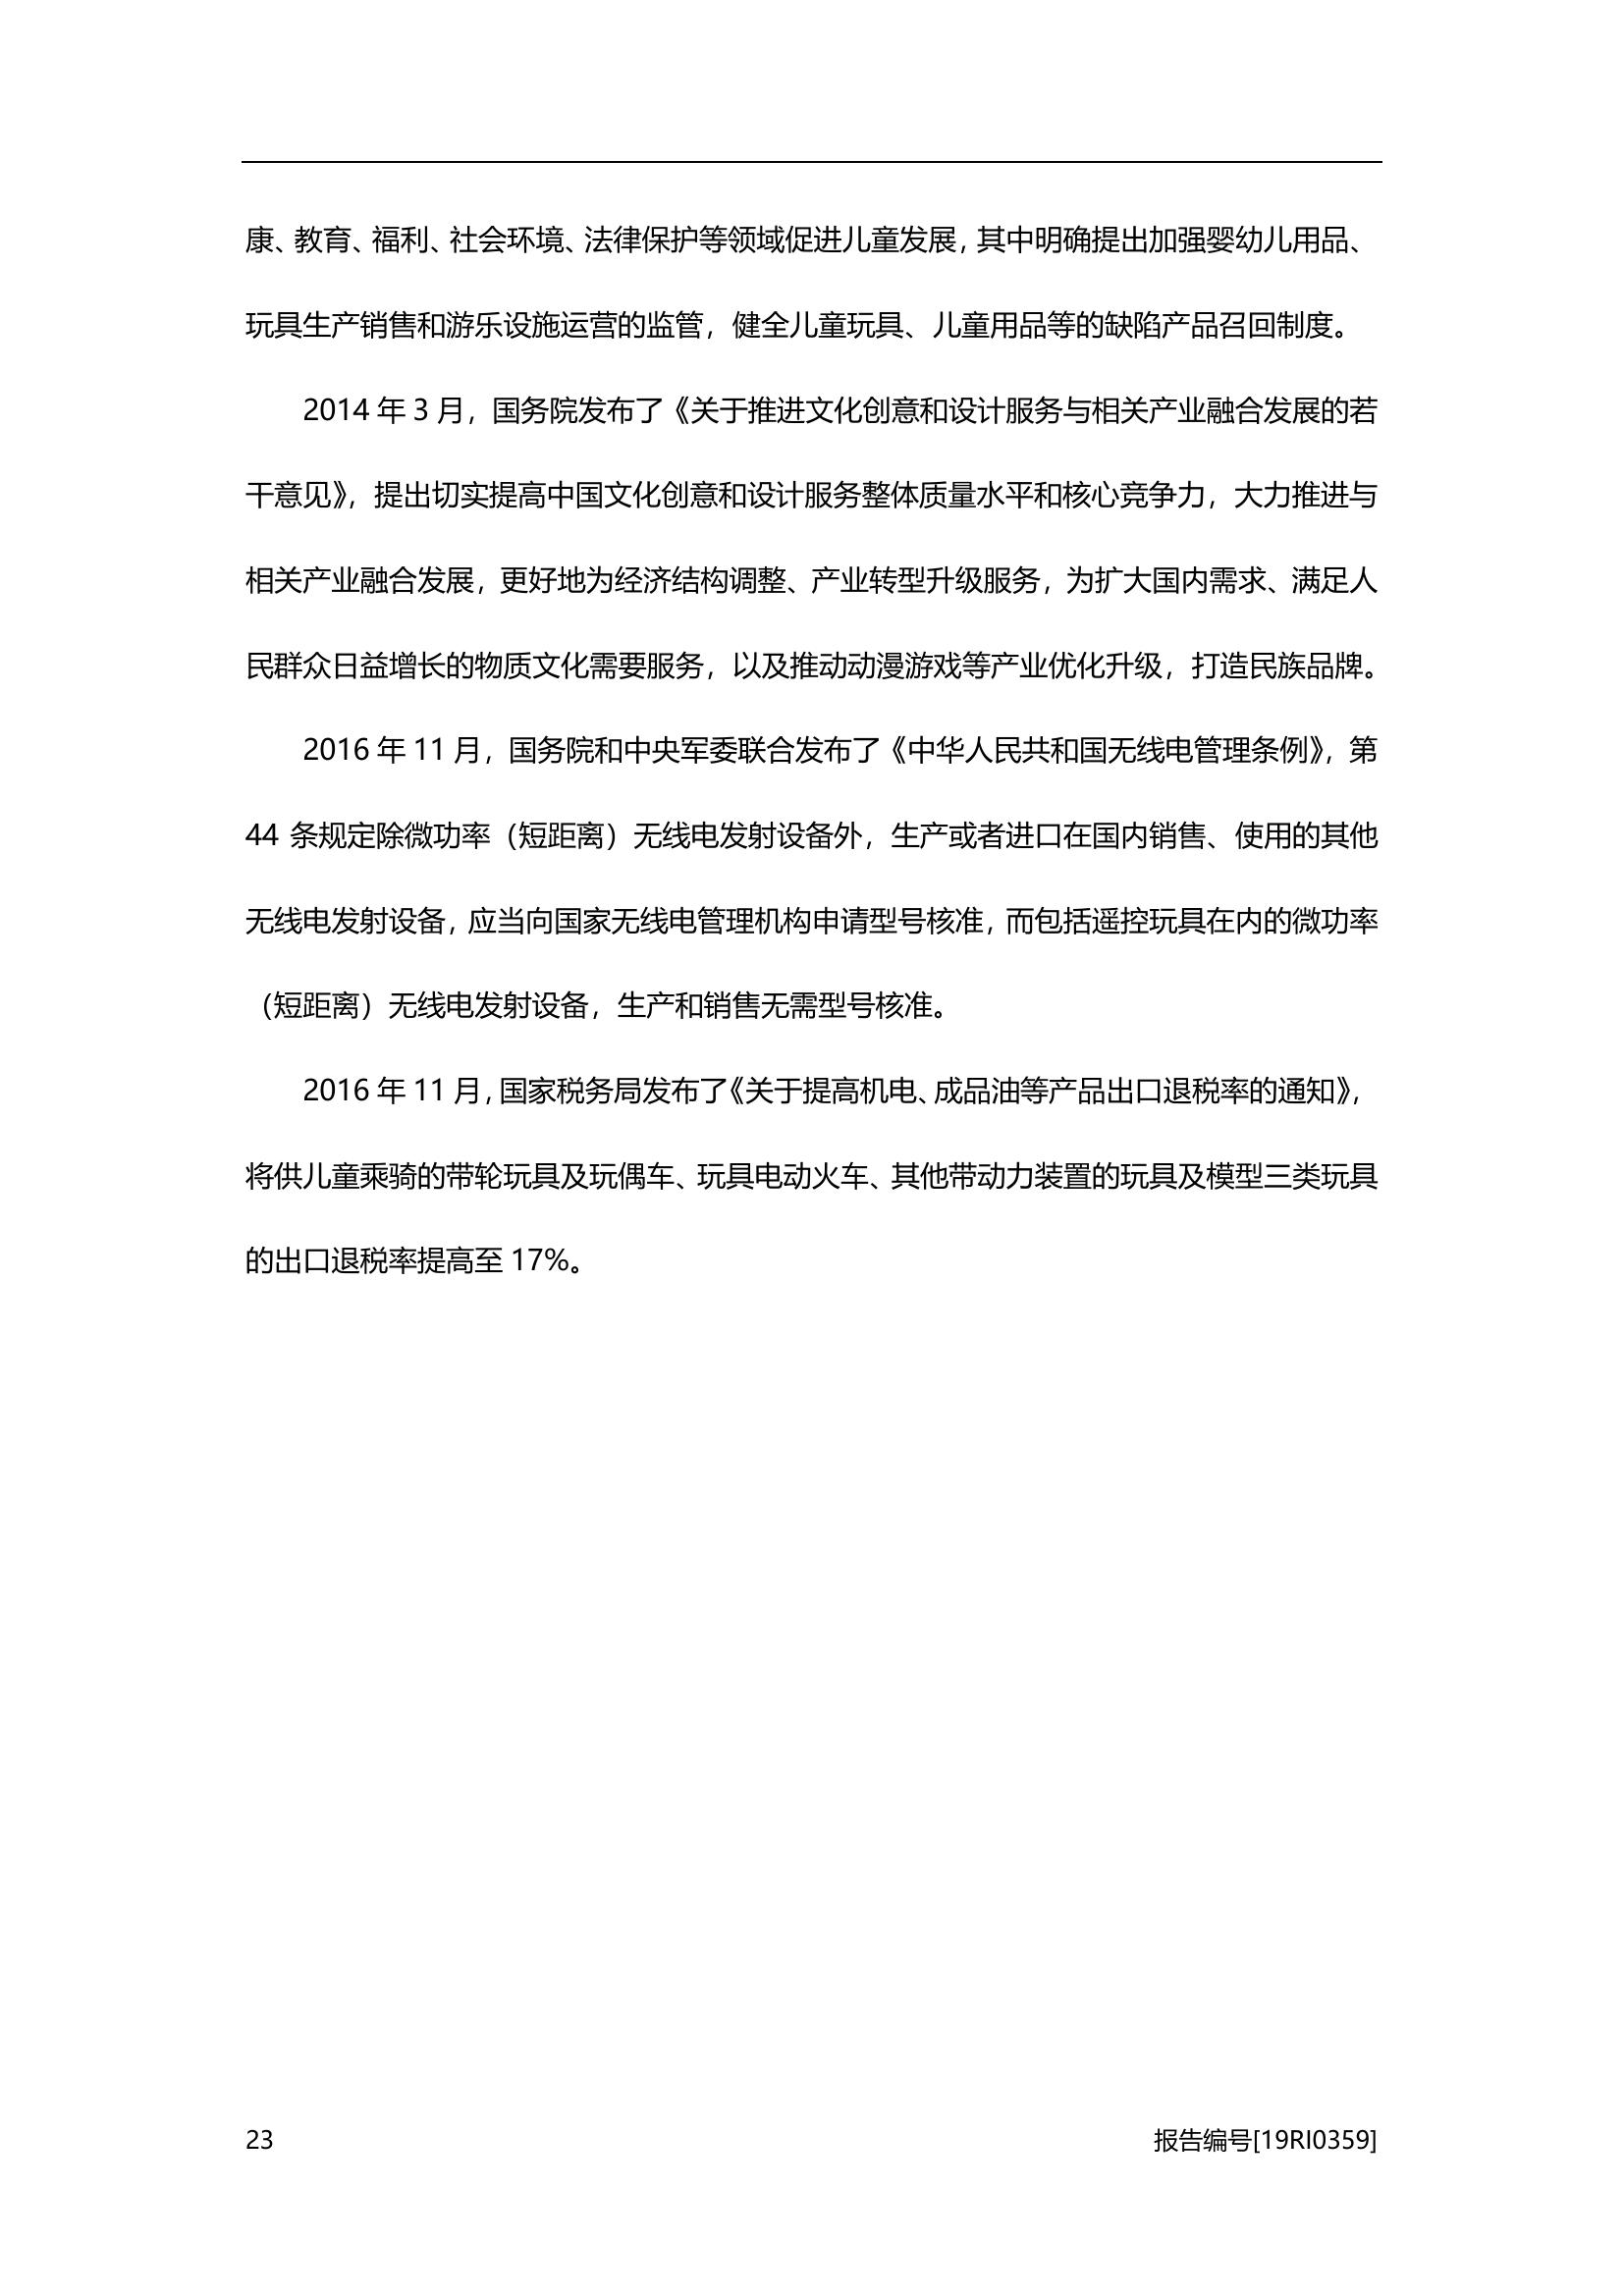 康、教育、福利、社会环境、法律保护等领域促进儿童发展，其中明确提出加强婴幼儿用品、
玩具生产销售和游乐设施运营的监管，健全儿童玩具、儿童用品等的缺陷产品召回制度。
2014 年 3 月，国务院发布了《关于推进文化创意和设计服务与相关产业融合发展的若
干意见》，提出切实提高中国文化创意和设计服务整体质量水平和核心竞争力，大力推进与
相关产业融合发展，更好地为经济结构调整、产业转型升级服务，为扩大国内需求、满足人
民群众日益增长的物质文化需要服务，以及推动动漫游戏等产业优化升级，打造民族品牌。
2016 年 11 月，国务院和中央军委联合发布了《中华人民共和国无线电管理条例》，第
44 条规定除微功率（短距离）无线电发射设备外，生产或者进口在国内销售、使用的其他
无线电发射设备，应当向国家无线电管理机构申请型号核准，而包括遥控玩具在内的微功率
（短距离）无线电发射设备，生产和销售无需型号核准。
2016 年 11 月，国家税务局发布了《关于提高机电、成品油等产品出口退税率的通知》，
将供儿童乘骑的带轮玩具及玩偶车、玩具电动火车、其他带动力装置的玩具及模型三类玩具
的出口退税率提高至 17%。
23 报告编号[19RI0359]